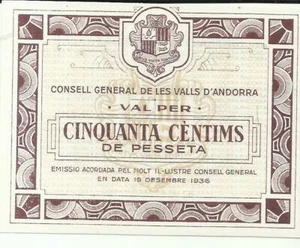 CONSELL GENERAL DE LES VALLS D'ANDORRA
· VAL PER ·
CINQUANTA CÈNTIMS
DE PESSETA
EMISSIO ACORDADA PEL MOLT IL·LUSTRE CONSELL GENERAL
EN DATA 19 DESEMBRE 1936